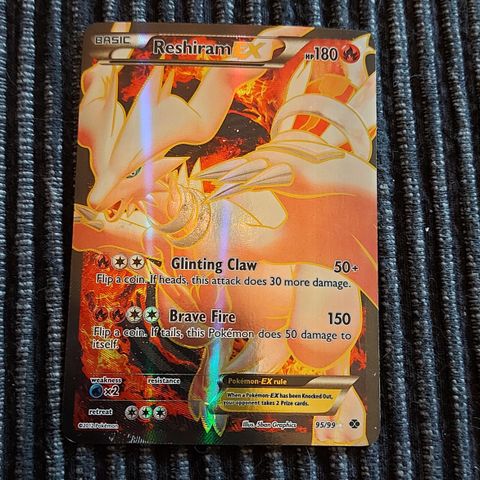 BASIC Reshiram EX HP180
Glinting Claw 50+
Flip a coin. If heads, this attack does 30 more damage.
Brave Fire 150
Flip a coin. If tails, this Pokémon does 50 damage to
itself.
weakness resistance
×2
retreat
Pokémon-EX rule
When a Pokémon-EX has been Knocked Out,
your opponent takes 2 Prize cards.
©2012 Pokémon
Illus. 5ban Graphics
95/99